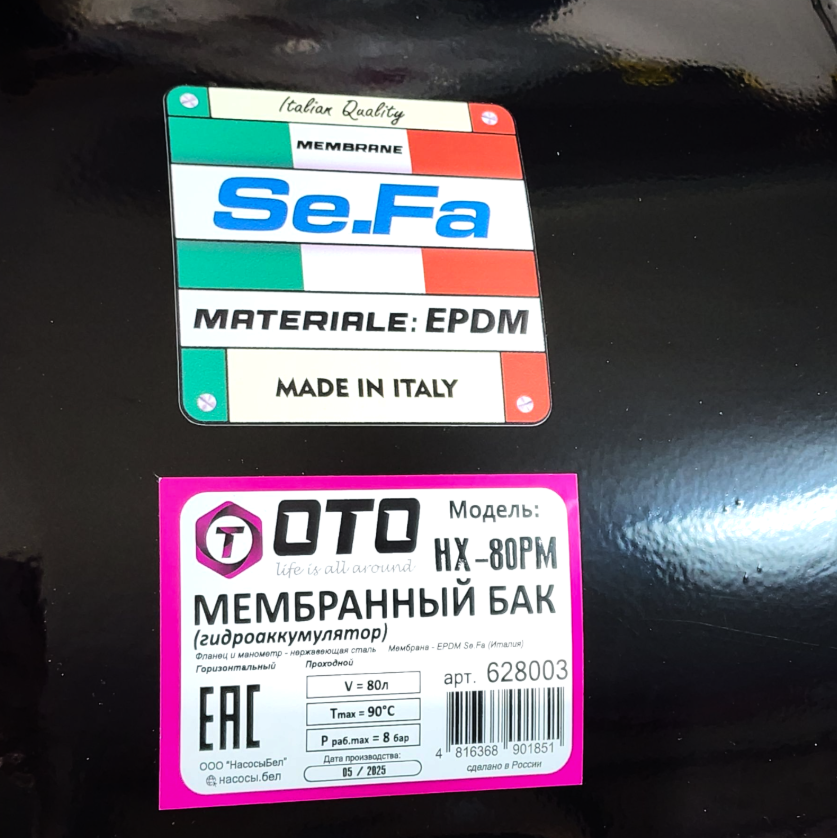 Italian Quality
MEMBRANE
Se.Fa
MATERIALE: EPDM
MADE IN ITALY
T OTO
life is all around
Модель:
HX-80PM
МЕМБРАННЫЙ БАК
(гидроаккумулятор)
Фланец и манометр - нержавеющая сталь Мембрана - EPDM Se Fa (Италия)
Горизонтальный Проходной
арт. 628003
V = 80л
Tmax = 90°C
P раб.max = 8 бар
Дата производства:
05 / 2025
EAC
ООО "НасосыБел"
насосы.бел
4 816368 901851
сделано в России